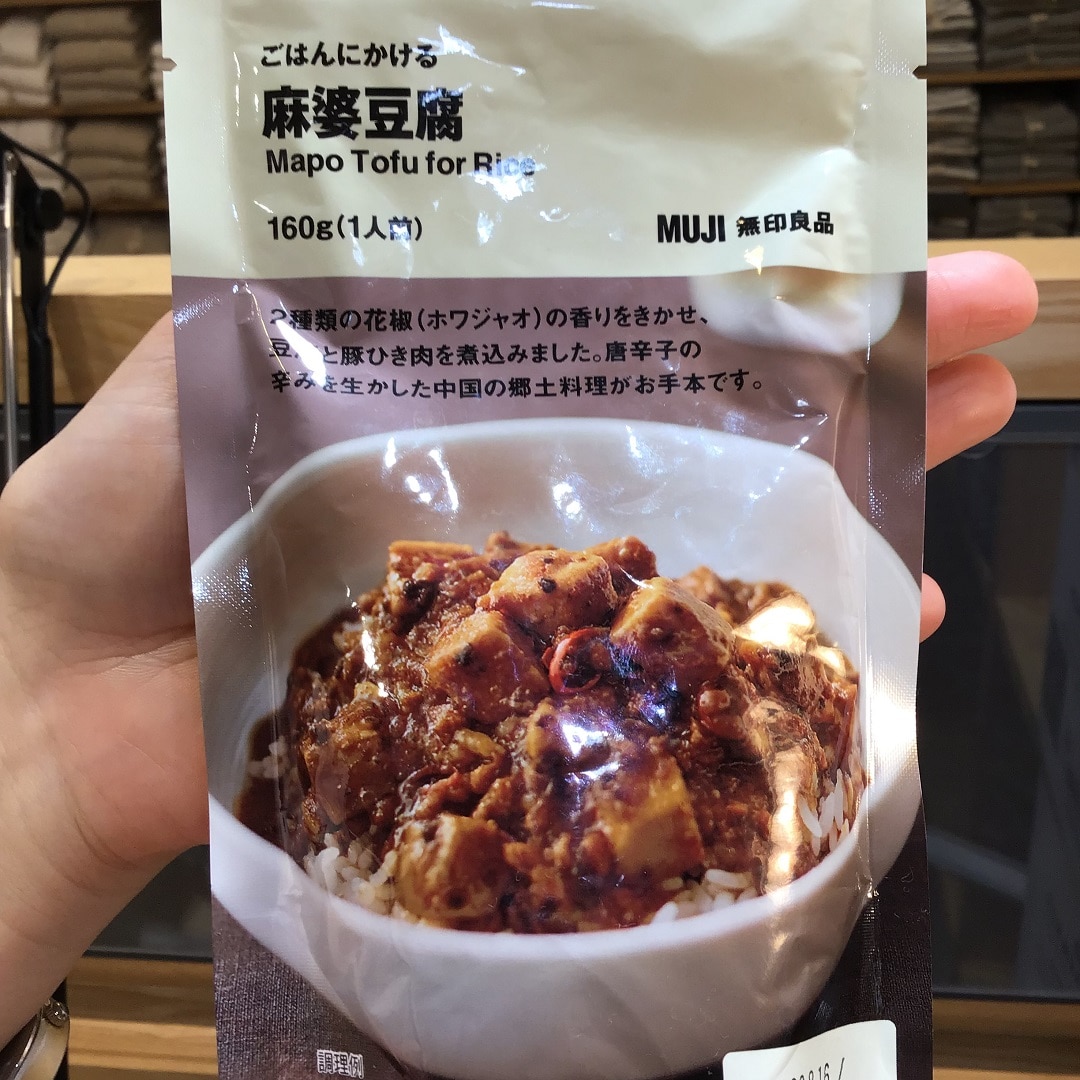 ごはんにかける
麻婆豆腐
Mapo Tofu for Rice
160g(1人前)
MUJI 無印良品
2種類の花椒(ホワジャオ)の香りをきかせ、
豆腐と豚ひき肉を煮込みました。唐辛子の
辛みを生かした中国の郷土料理がお手本です。
調理例